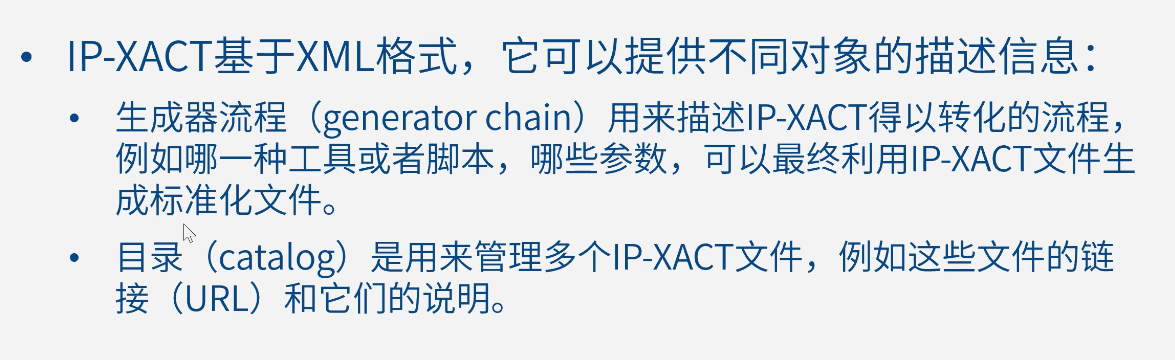 • IP-XACT基于XML格式，它可以提供不同对象的描述信息：
• 生成器流程（generator chain）用来描述IP-XACT得以转化的流程，
例如哪一种工具或者脚本，哪些参数，可以最终利用IP-XACT文件生
成标准化文件。
• 目录（catalog）是用来管理多个IP-XACT文件，例如这些文件的链
接（URL）和它们的说明。